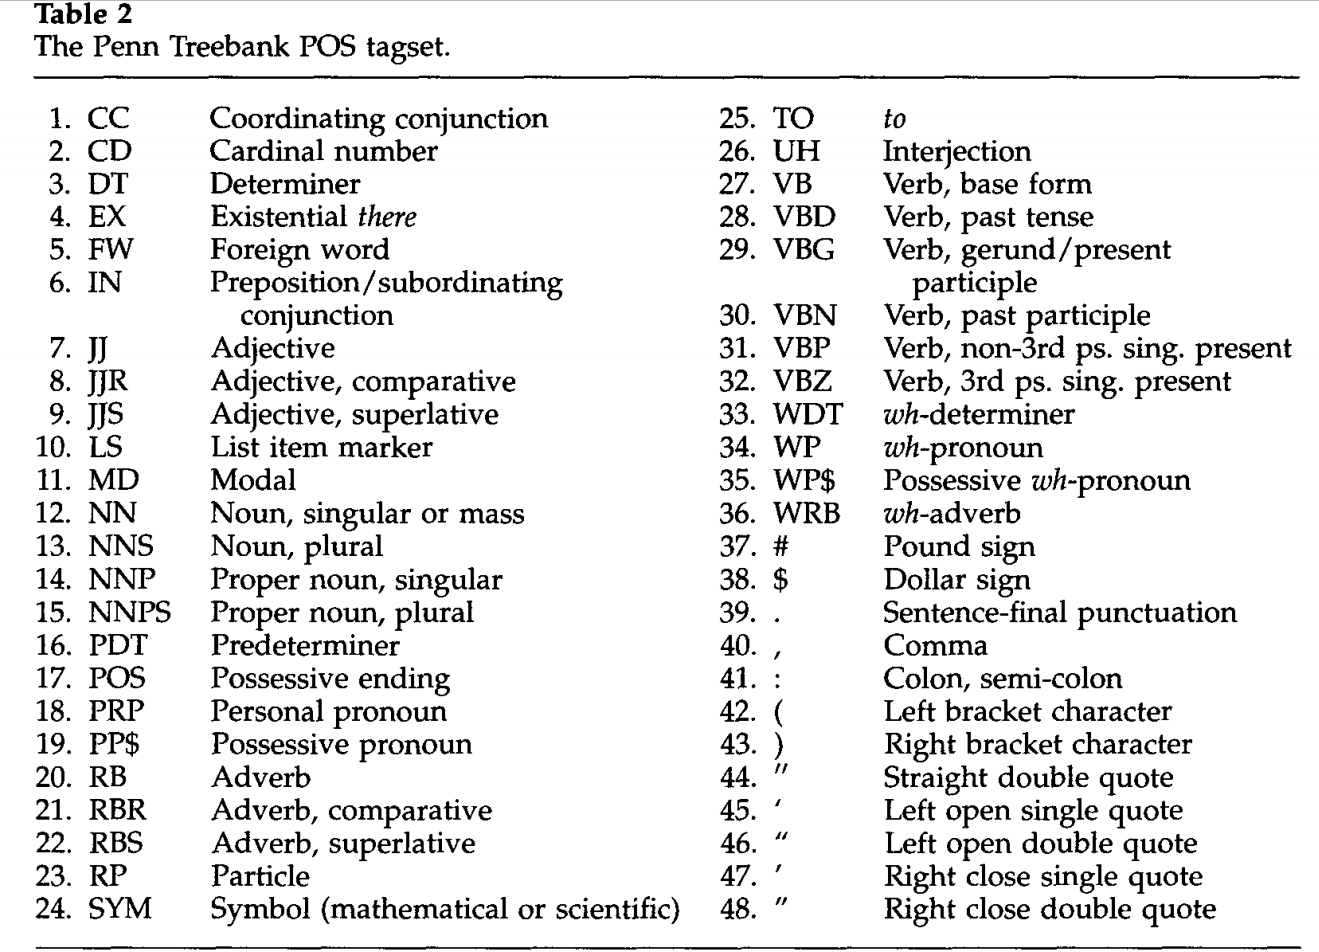 Table 2
The Penn Treebank POS tagset.
1. CC Coordinating conjunction
2. CD Cardinal number
3. DT Determiner
4. EX Existential there
5. FW Foreign word
6. IN Preposition/subordinating
conjunction
7. JJ Adjective
8. JJR Adjective, comparative
9. JJS Adjective, superlative
10. LS List item marker
11. MD Modal
12. NN Noun, singular or mass
13. NNS Noun, plural
14. NNP Proper noun, singular
15. NNPS Proper noun, plural
16. PDT Predeterminer
17. POS Possessive ending
18. PRP Personal pronoun
19. PP$ Possessive pronoun
20. RB Adverb
21. RBR Adverb, comparative
22. RBS Adverb, superlative
23. RP Particle
24. SYM Symbol (mathematical or scientific)
25. TO to
26. UH Interjection
27. VB Verb, base form
28. VBD Verb, past tense
29. VBG Verb, gerund/present
participle
30. VBN Verb, past participle
31. VBP Verb, non-3rd ps. sing. present
32. VBZ Verb, 3rd ps. sing. present
33. WDT wh-determiner
34. WP wh-pronoun
35. WP$ Possessive wh-pronoun
36. WRB wh-adverb
37. # Pound sign
38. $ Dollar sign
39. . Sentence-final punctuation
40. , Comma
41. : Colon, semi-colon
42. ( Left bracket character
43. ) Right bracket character
44. " Straight double quote
45. ‘ Left open single quote
46. “ Left open double quote
47. ’ Right close single quote
48. ” Right close double quote